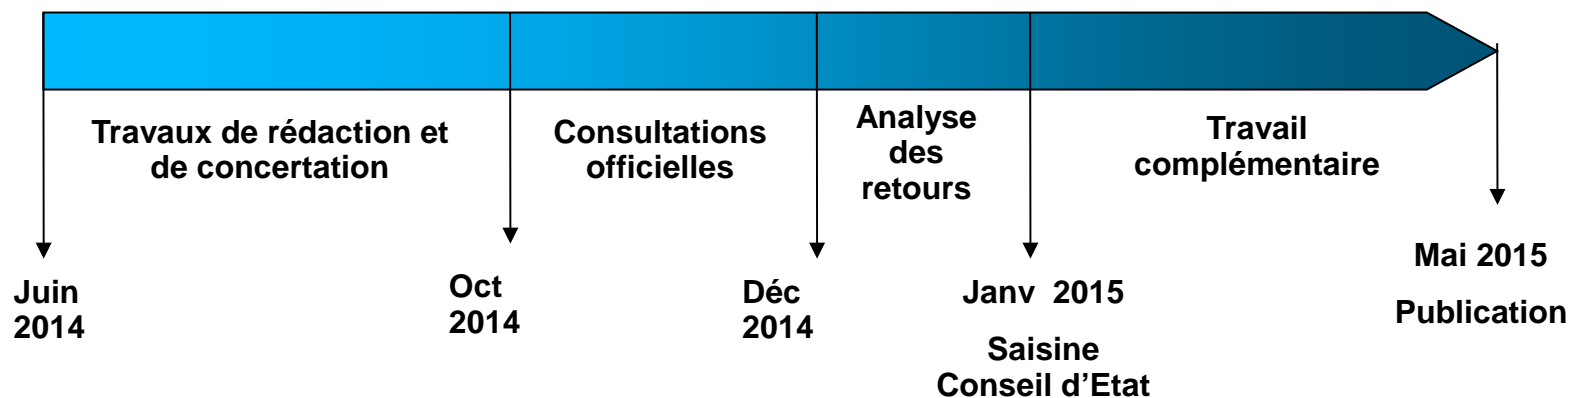 Travaux de rédaction et
de concertation
Consultations
officielles
Analyse
des
retours
Travail
complémentaire
Juin
2014
Oct
2014
Déc
2014
Janv 2015
Saisine
Conseil d’Etat
Mai 2015
Publication